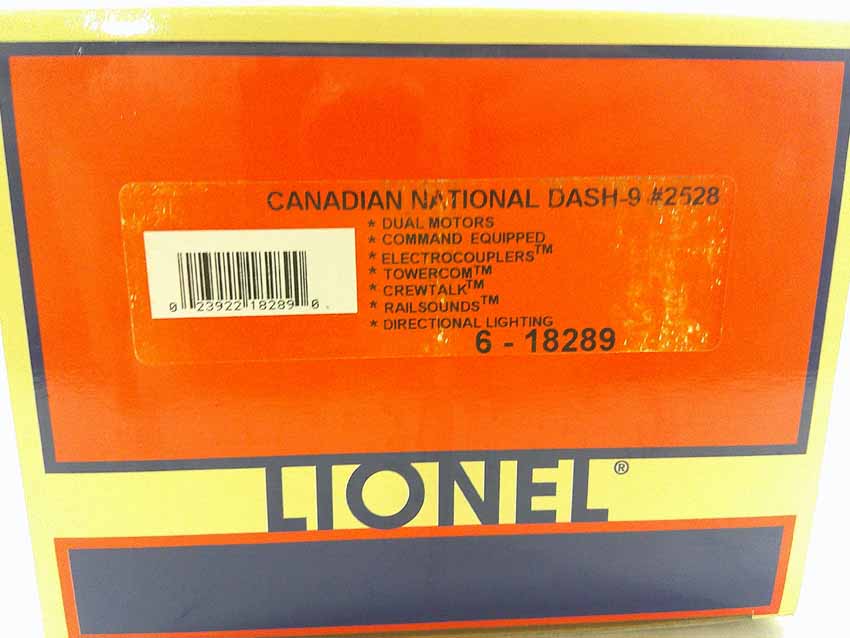 CANADIAN NATIONAL DASH-9 #2528
* DUAL MOTORS
* COMMAND EQUIPPED
* ELECTROCOUPLERS™
* TOWERCOM™
* CREWTALK™
* RAILSOUNDS™
* DIRECTIONAL LIGHTING
0 23922 18289 0
6 - 18289
LIONEL®